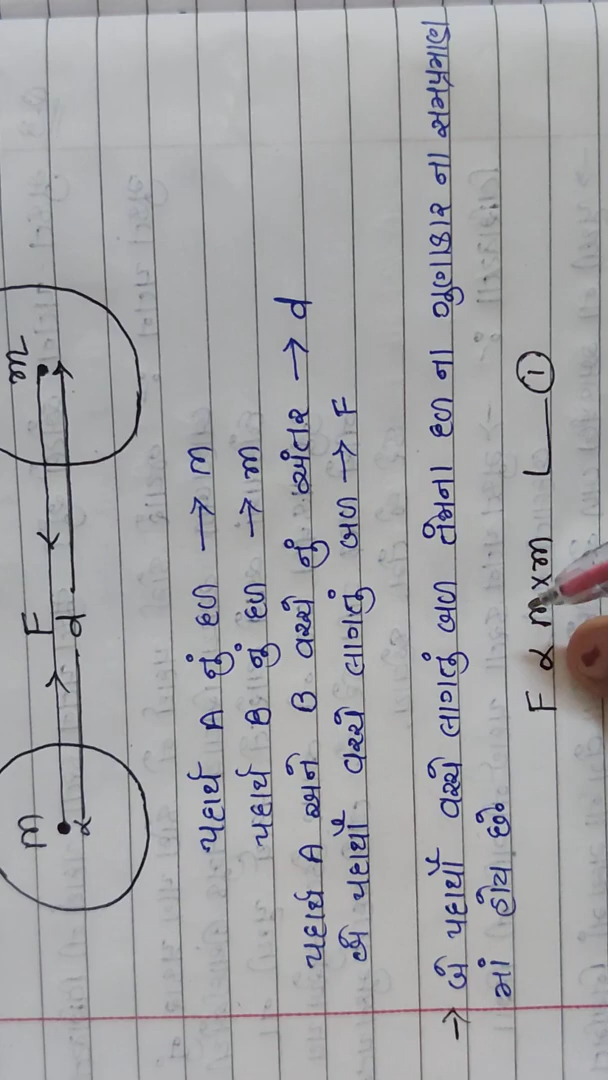 m F m
d
પદાર્થ A નું દળ → m
પદાર્થ B નું દળ → m
પદાર્થ A અને B વચ્ચે નું અંતર → d
બે પદાર્થો વચ્ચે લાગતું બળ → F
→ બે પદાર્થો વચ્ચે લાગતું બળ તેમના દળ ના ગુણાકાર ના સમપ્રમાણ
માં હોય છે.
F ∝ m×m —①